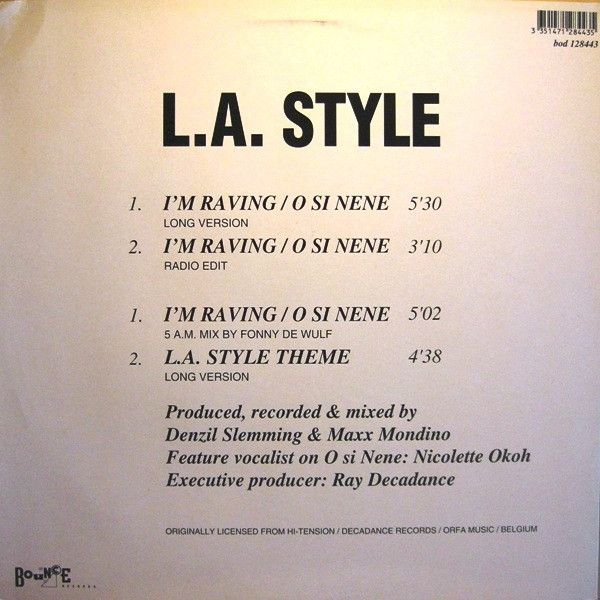 3 351471 284435
bod 128443
L.A. STYLE
1. I'M RAVING / O SI NENE 5'30
LONG VERSION
2. I'M RAVING / O SI NENE 3'10
RADIO EDIT
1. I'M RAVING / O SI NENE 5'02
5 A.M. MIX BY FONNY DE WULF
2. L.A. STYLE THEME 4'38
LONG VERSION
Produced, recorded & mixed by
Denzil Slemming & Maxx Mondino
Feature vocalist on O si Nene: Nicolette Okoh
Executive producer: Ray Decadance
ORIGINALLY LICENSED FROM HI-TENSION / DECADANCE RECORDS / ORFA MUSIC / BELGIUM
BOUNCE
RECORDS